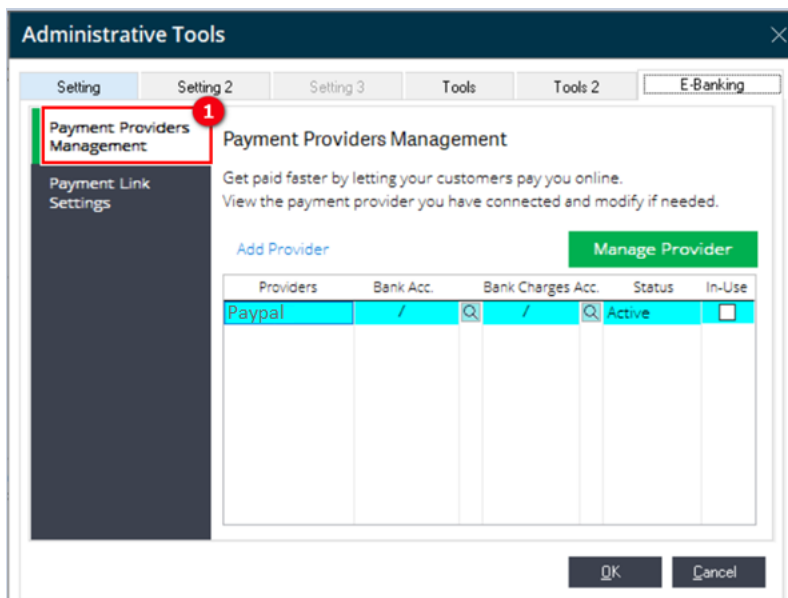 Administrative Tools
Setting
Setting 2
Setting 3
Tools
Tools 2
E-Banking
1
Payment Providers
Management
Payment Link
Settings
Payment Providers Management
Get paid faster by letting your customers pay you online.
View the payment provider you have connected and modify if needed.
Add Provider
Manage Provider
Providers
Bank Acc.
Bank Charges Acc.
Status
In-Use
Paypal
/
/
Active
OK
Cancel